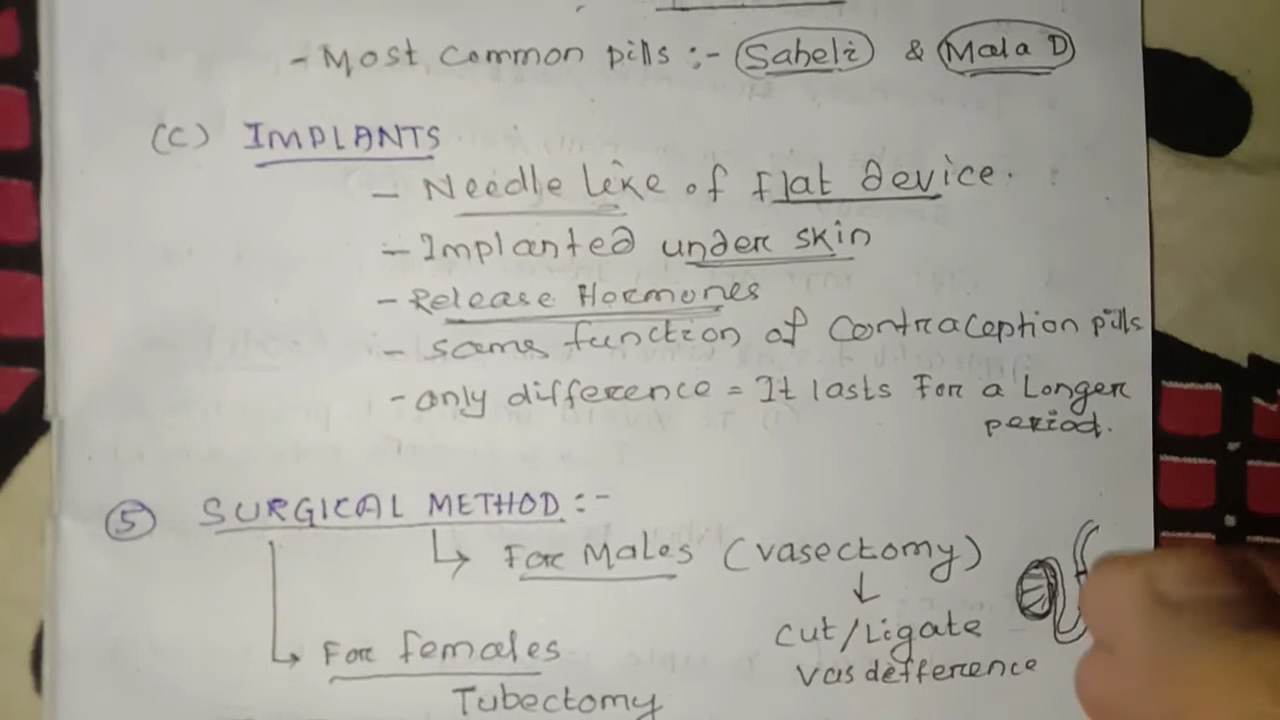 - Most common pills :- Saheli & Mala D
(C) IMPLANTS
- Needle like of flat device.
- Implanted under skin
- Release Hormones
- same function of contraception pills
- only difference = It lasts for a Longer
period.
⑤ SURGICAL METHOD :-
↳ For Males (vasectomy)
↓
cut/Ligate
vas defference
↳ For females
Tubectomy